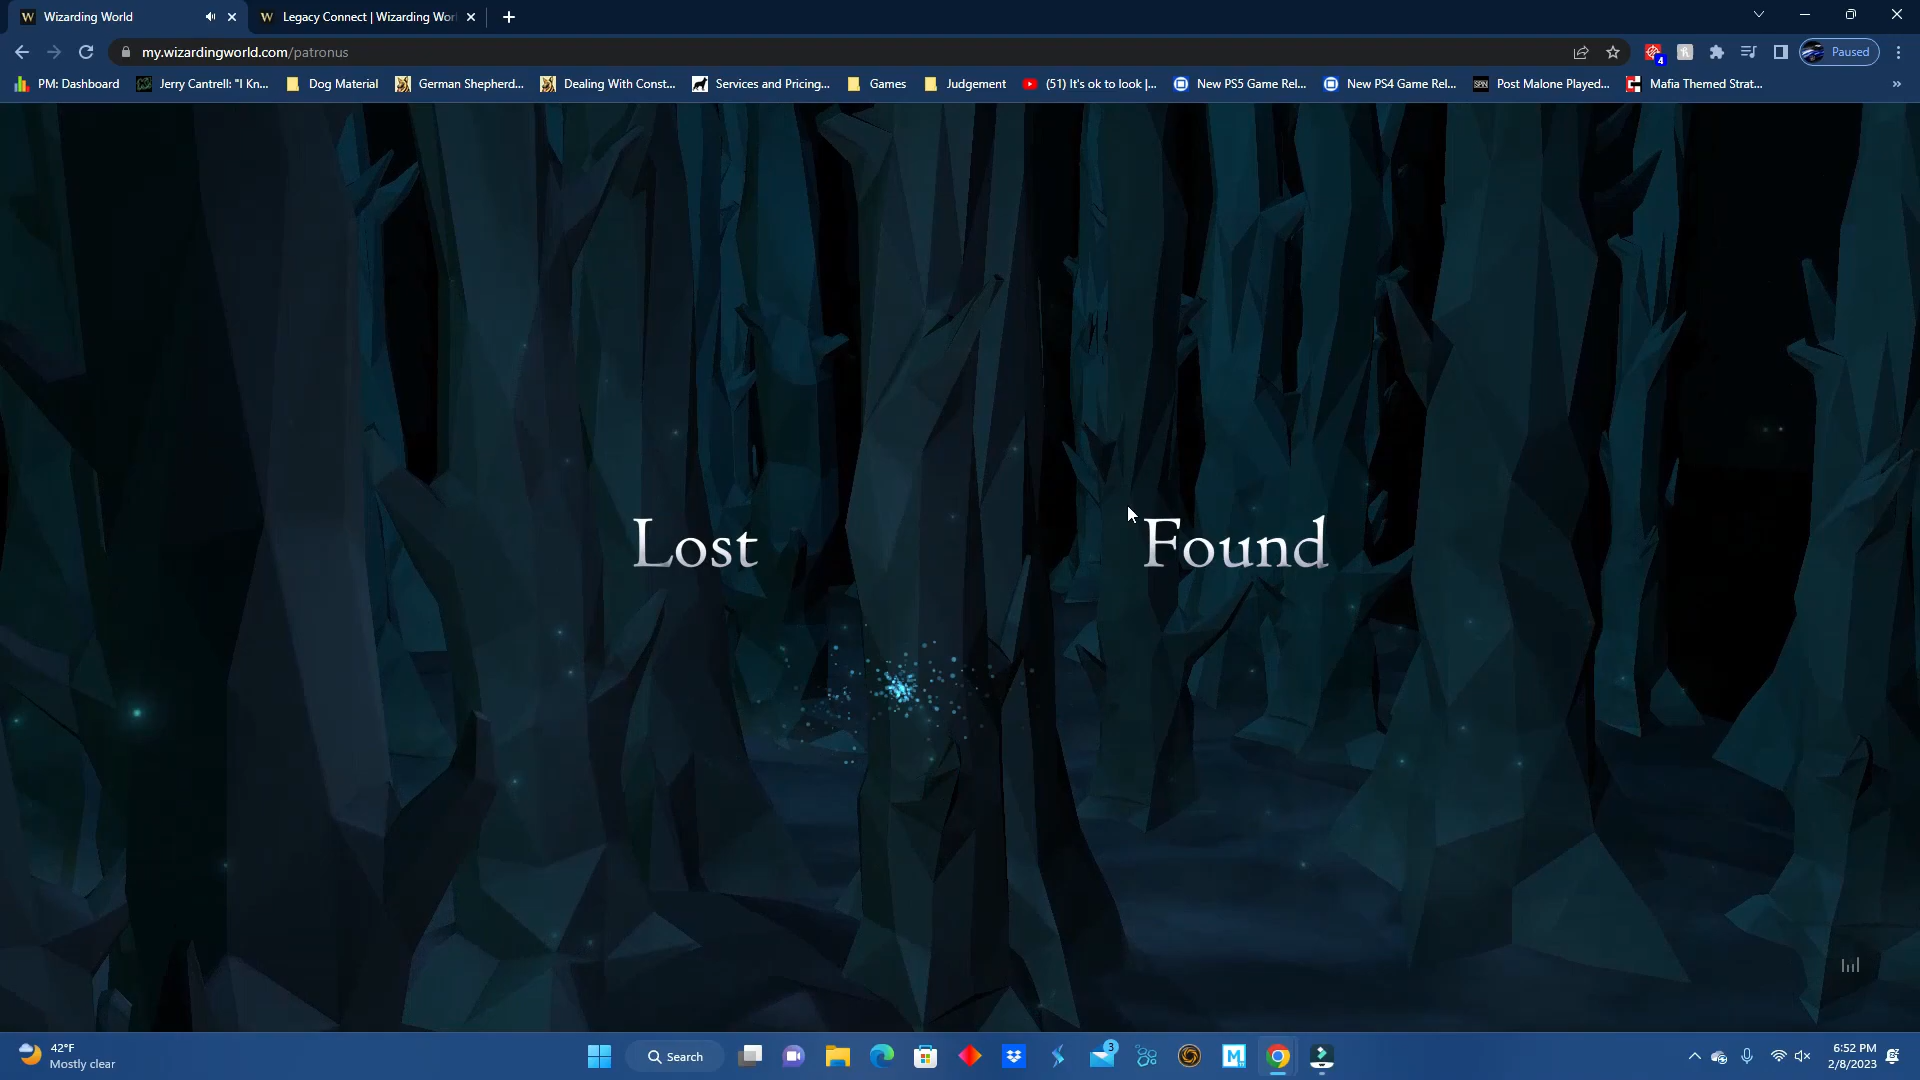 Wizarding World
Legacy Connect | Wizarding Worl
my.wizardingworld.com/patronus
4
Paused
PM: Dashboard
Jerry Cantrell: "I Kn...
Dog Material
German Shepherd...
Dealing With Const...
Services and Pricing...
Games
Judgement
(51) It's ok to look |...
New PS5 Game Rel...
New PS4 Game Rel...
SPIN
Post Malone Played...
Mafia Themed Strat...
Lost
Found
42°F
Mostly clear
Search
3
6:52 PM
2/8/2023